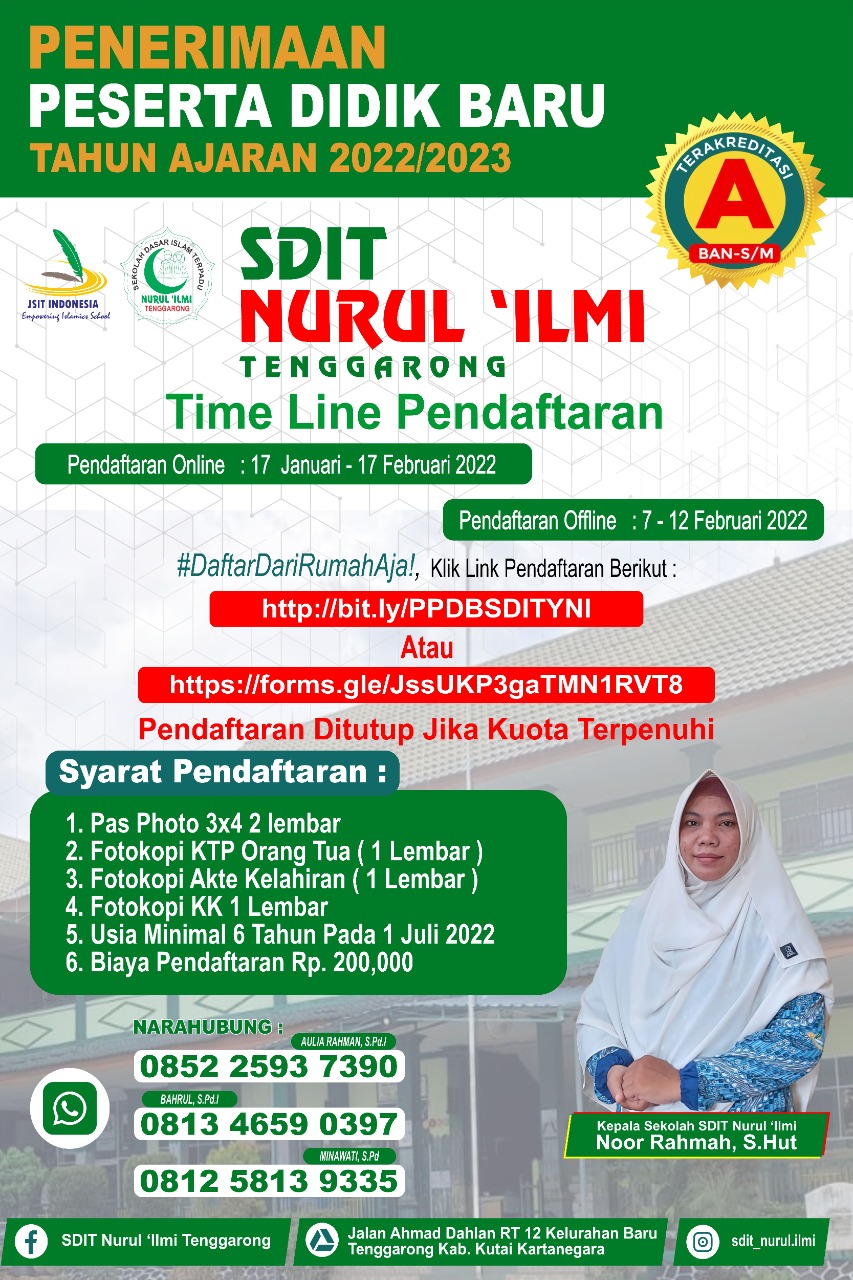 PENERIMAAN
PESERTA DIDIK BARU
TAHUN AJARAN 2022/2023
TERAKREDITASI
A
BAN-S/M
JSIT INDONESIA
Empowering Islamics School
SEKOLAH DASAR ISLAM TERPADU
NURUL 'ILMI
TENGGARONG
SDIT
NURUL 'ILMI
TENGGARONG
Time Line Pendaftaran
Pendaftaran Online : 17 Januari - 17 Februari 2022
Pendaftaran Offline : 7 - 12 Februari 2022
#DaftarDariRumahAja!, Klik Link Pendaftaran Berikut :
http://bit.ly/PPDBSDITYNI
Atau
https://forms.gle/JssUKP3gaTMN1RVT8
Pendaftaran Ditutup Jika Kuota Terpenuhi
Syarat Pendaftaran :
1. Pas Photo 3x4 2 lembar
2. Fotokopi KTP Orang Tua ( 1 Lembar )
3. Fotokopi Akte Kelahiran ( 1 Lembar )
4. Fotokopi KK 1 Lembar
5. Usia Minimal 6 Tahun Pada 1 Juli 2022
6. Biaya Pendaftaran Rp. 200,000
NARAHUBUNG :
AULIA RAHMAN, S.Pd.I
0852 2593 7390
BAHRUL, S.Pd.I
0813 4659 0397
MINAWATI, S.Pd
0812 5813 9335
Kepala Sekolah SDIT Nurul 'Ilmi
Noor Rahmah, S.Hut
SDIT Nurul 'Ilmi Tenggarong
Jalan Ahmad Dahlan RT 12 Kelurahan Baru
Tenggarong Kab. Kutai Kartanegara
sdit_nurul.ilmi